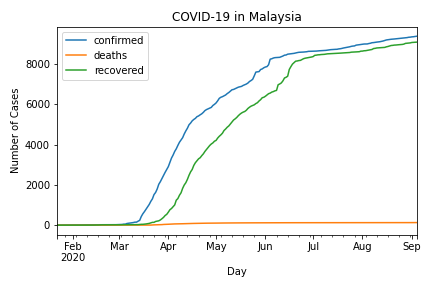 COVID-19 in Malaysia
confirmed
deaths
recovered
Number of Cases
8000
6000
4000
2000
0
Feb Mar Apr May Jun Jul Aug Sep
2020
Day